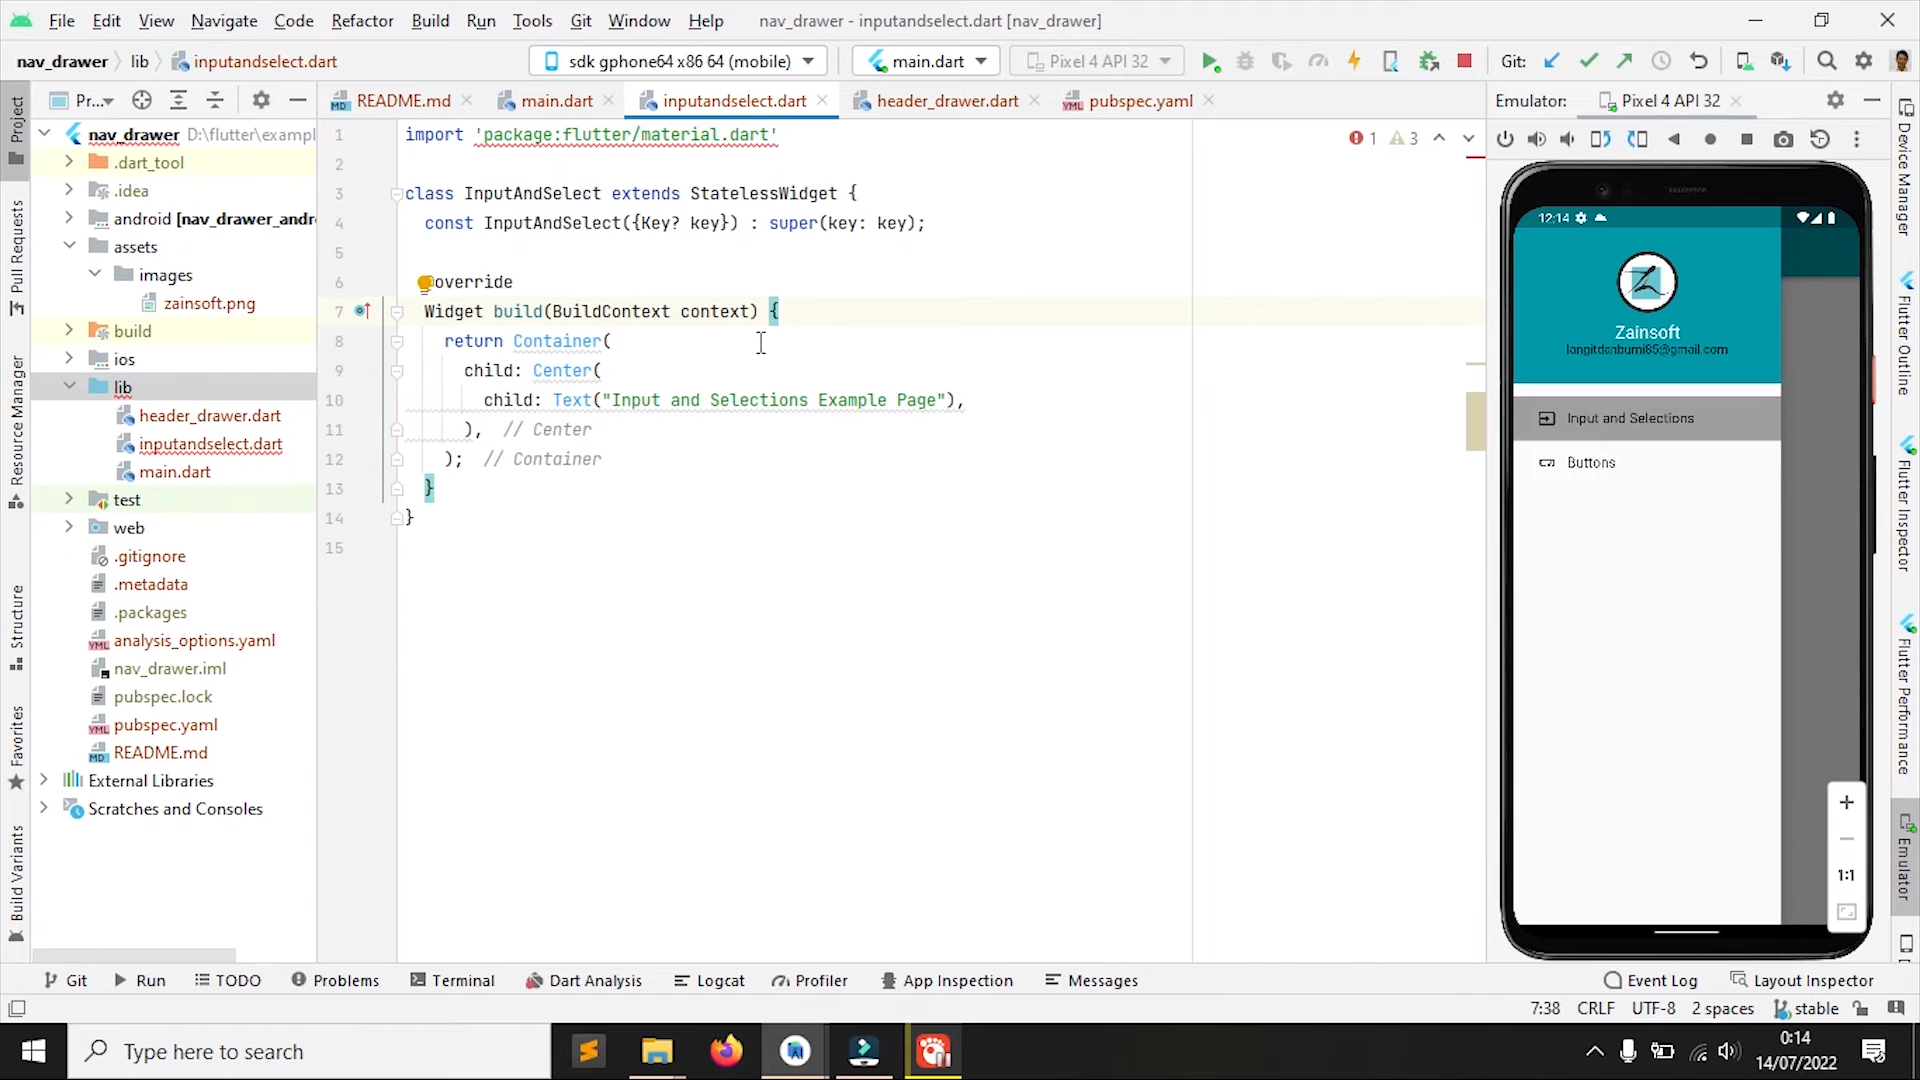 File Edit View Navigate Code Refactor Build Run Tools Git Window Help nav_drawer - inputandselect.dart [nav_drawer]
nav_drawer lib inputandselect.dart sdk gphone64 x86 64 (mobile) main.dart Pixel 4 API 32 Git:
Pr... README.md main.dart inputandselect.dart header_drawer.dart pubspec.yaml Emulator: Pixel 4 API 32
Project
Pull Requests
Resource Manager
Structure
Favorites
Build Variants
nav_drawer D:\flutter\exampl
.dart_tool
.idea
android [nav_drawer_andr
assets
images
zainsoft.png
build
ios
lib
header_drawer.dart
inputandselect.dart
main.dart
test
web
.gitignore
.metadata
.packages
analysis_options.yaml
nav_drawer.iml
pubspec.lock
pubspec.yaml
README.md
External Libraries
Scratches and Consoles
1 import 'package:flutter/material.dart'
2
3 class InputAndSelect extends StatelessWidget {
4 const InputAndSelect({Key? key}) : super(key: key);
5
6 override
7 Widget build(BuildContext context) {
8 return Container(
9 child: Center(
10 child: Text("Input and Selections Example Page"),
11 ), // Center
12 ); // Container
13 }
14 }
15
1 3
12:14
Zainsoft
langitdanbumi85@gmail.com
Input and Selections
Buttons
1:1
Device Manager
Flutter Outline
Flutter Inspector
Flutter Performance
Emulator
Git Run TODO Problems Terminal Dart Analysis Logcat Profiler App Inspection Messages Event Log Layout Inspector
7:38 CRLF UTF-8 2 spaces stable
Type here to search
0:14
14/07/2022